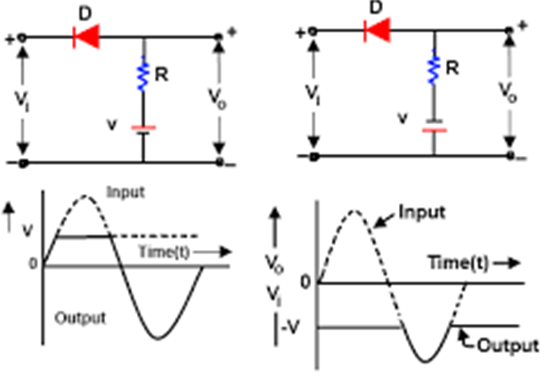 D
+ +
R
Vi Vo
v
− −
D
+ +
R
Vi Vo
v
− −
Input
V
Time(t)
0
Output
Input
Time(t)
0
Vo
Vi
-V
Output